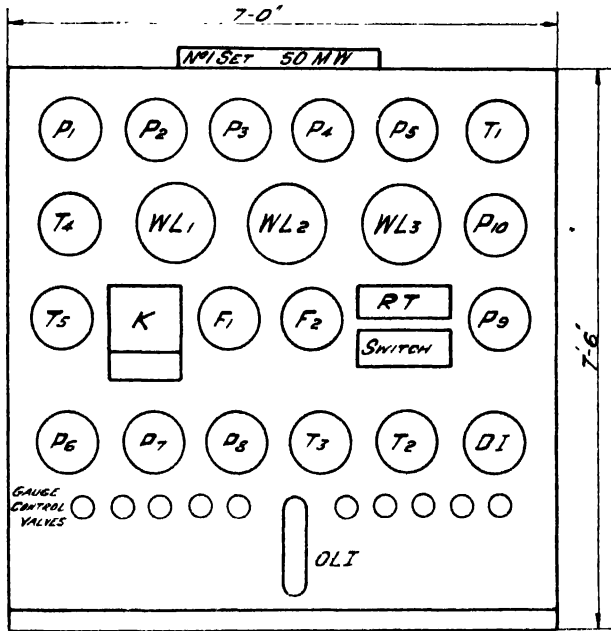 7-0"
Nº1 SET 50 MW
P1 P2 P3 P4 P5 T1
T4 WL1 WL2 WL3 P10
T5 K F1 F2 RT P9
SWITCH
7'-6"
P6 P7 P8 T3 T2 DI
GAUGE
CONTROL
VALVES
OLI